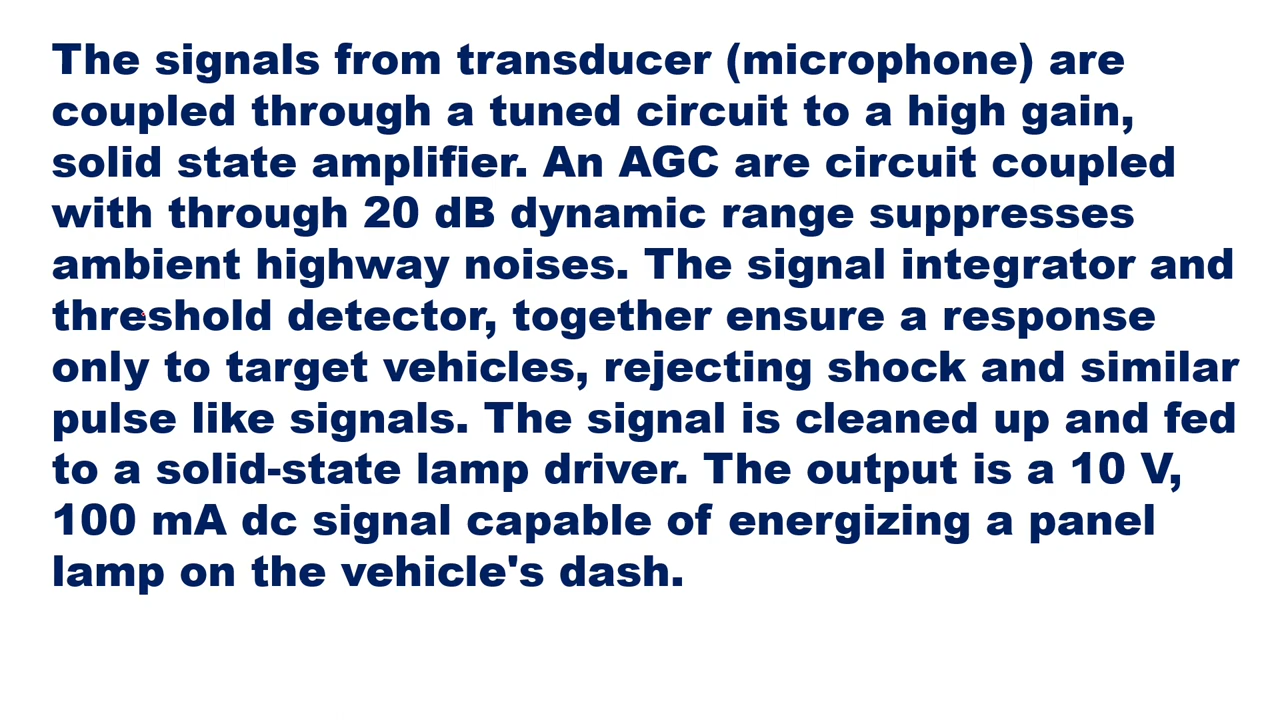 The signals from transducer (microphone) are
coupled through a tuned circuit to a high gain,
solid state amplifier. An AGC are circuit coupled
with through 20 dB dynamic range suppresses
ambient highway noises. The signal integrator and
threshold detector, together ensure a response
only to target vehicles, rejecting shock and similar
pulse like signals. The signal is cleaned up and fed
to a solid-state lamp driver. The output is a 10 V,
100 mA dc signal capable of energizing a panel
lamp on the vehicle's dash.